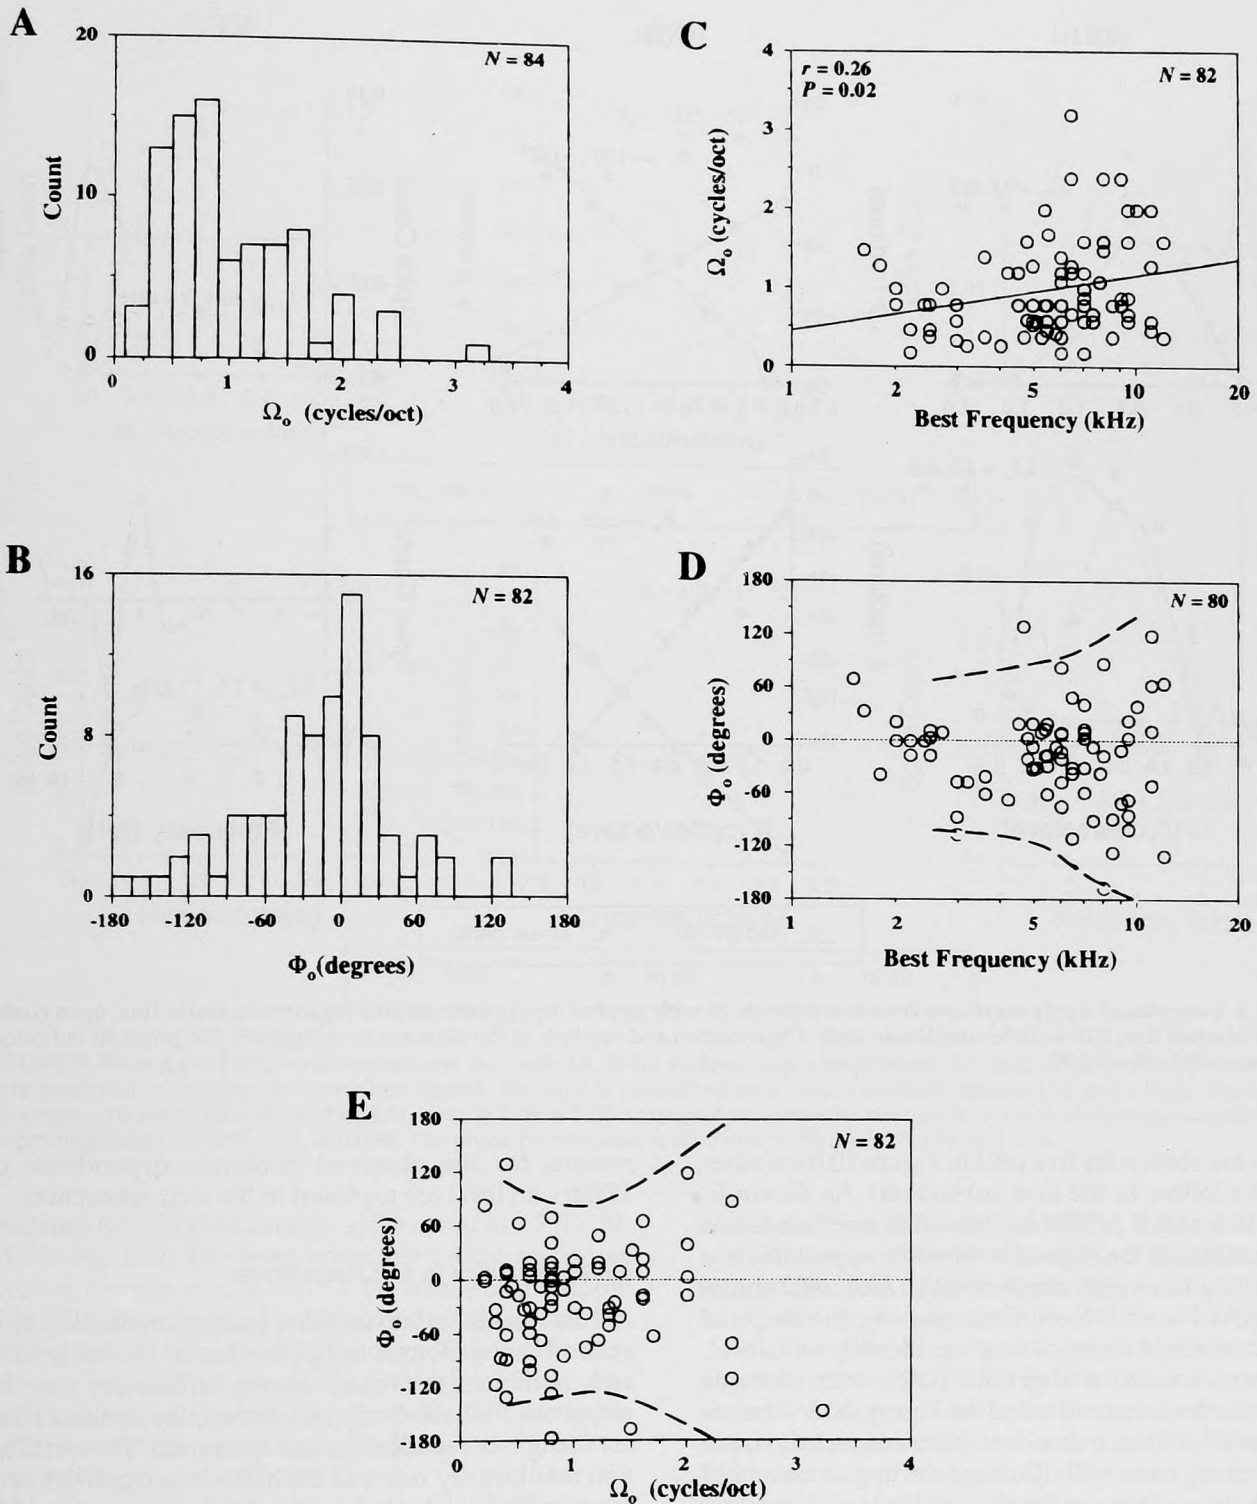 A
20
10
0
Count
N = 84
0 1 2 3 4
Ωo (cycles/oct)
C
4
3
2
1
0
Ωo (cycles/oct)
r = 0.26
P = 0.02
N = 82
1 2 5 10 20
Best Frequency (kHz)
B
16
8
0
Count
N = 82
-180 -120 -60 0 60 120 180
Φo (degrees)
D
180
120
60
0
-60
-120
-180
Φo (degrees)
N = 80
1 2 5 10 20
Best Frequency (kHz)
E
180
120
60
0
-60
-120
-180
Φo (degrees)
N = 82
0 1 2 3 4
Ωo (cycles/oct)